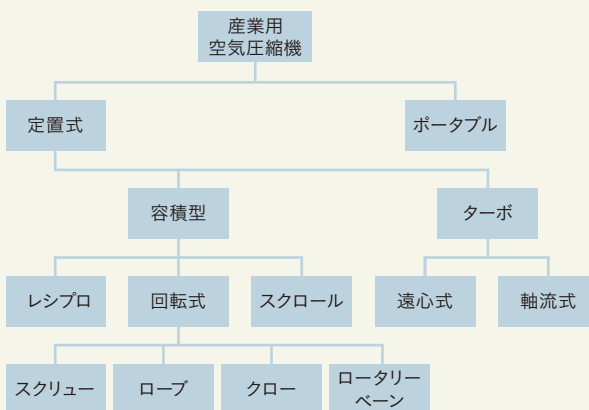 産業用
空気圧縮機
定置式
ポータブル
容積型
ターボ
レシプロ
回転式
スクロール
遠心式
軸流式
スクリュー
ローブ
クロー
ロータリー
ベーン